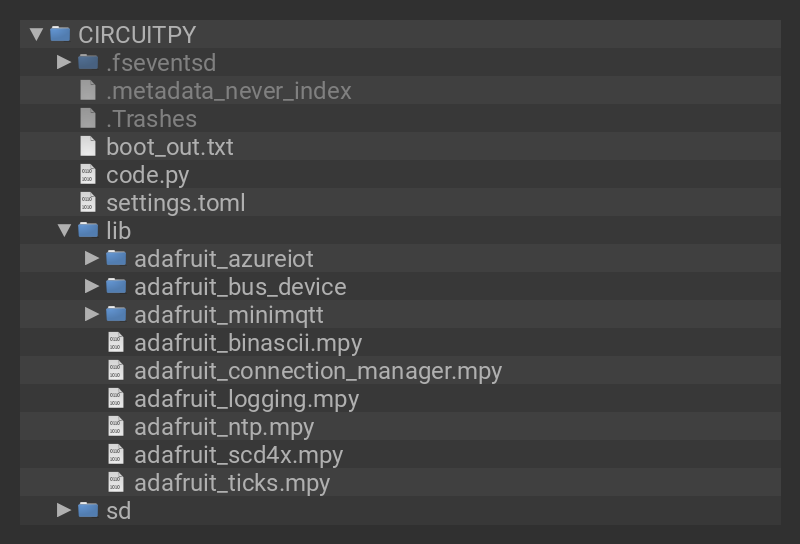 CIRCUITPY
.fseventsd
.metadata_never_index
.Trashes
boot_out.txt
code.py
settings.toml
lib
adafruit_azureiot
adafruit_bus_device
adafruit_minimqtt
adafruit_binascii.mpy
adafruit_connection_manager.mpy
adafruit_logging.mpy
adafruit_ntp.mpy
adafruit_scd4x.mpy
adafruit_ticks.mpy
sd